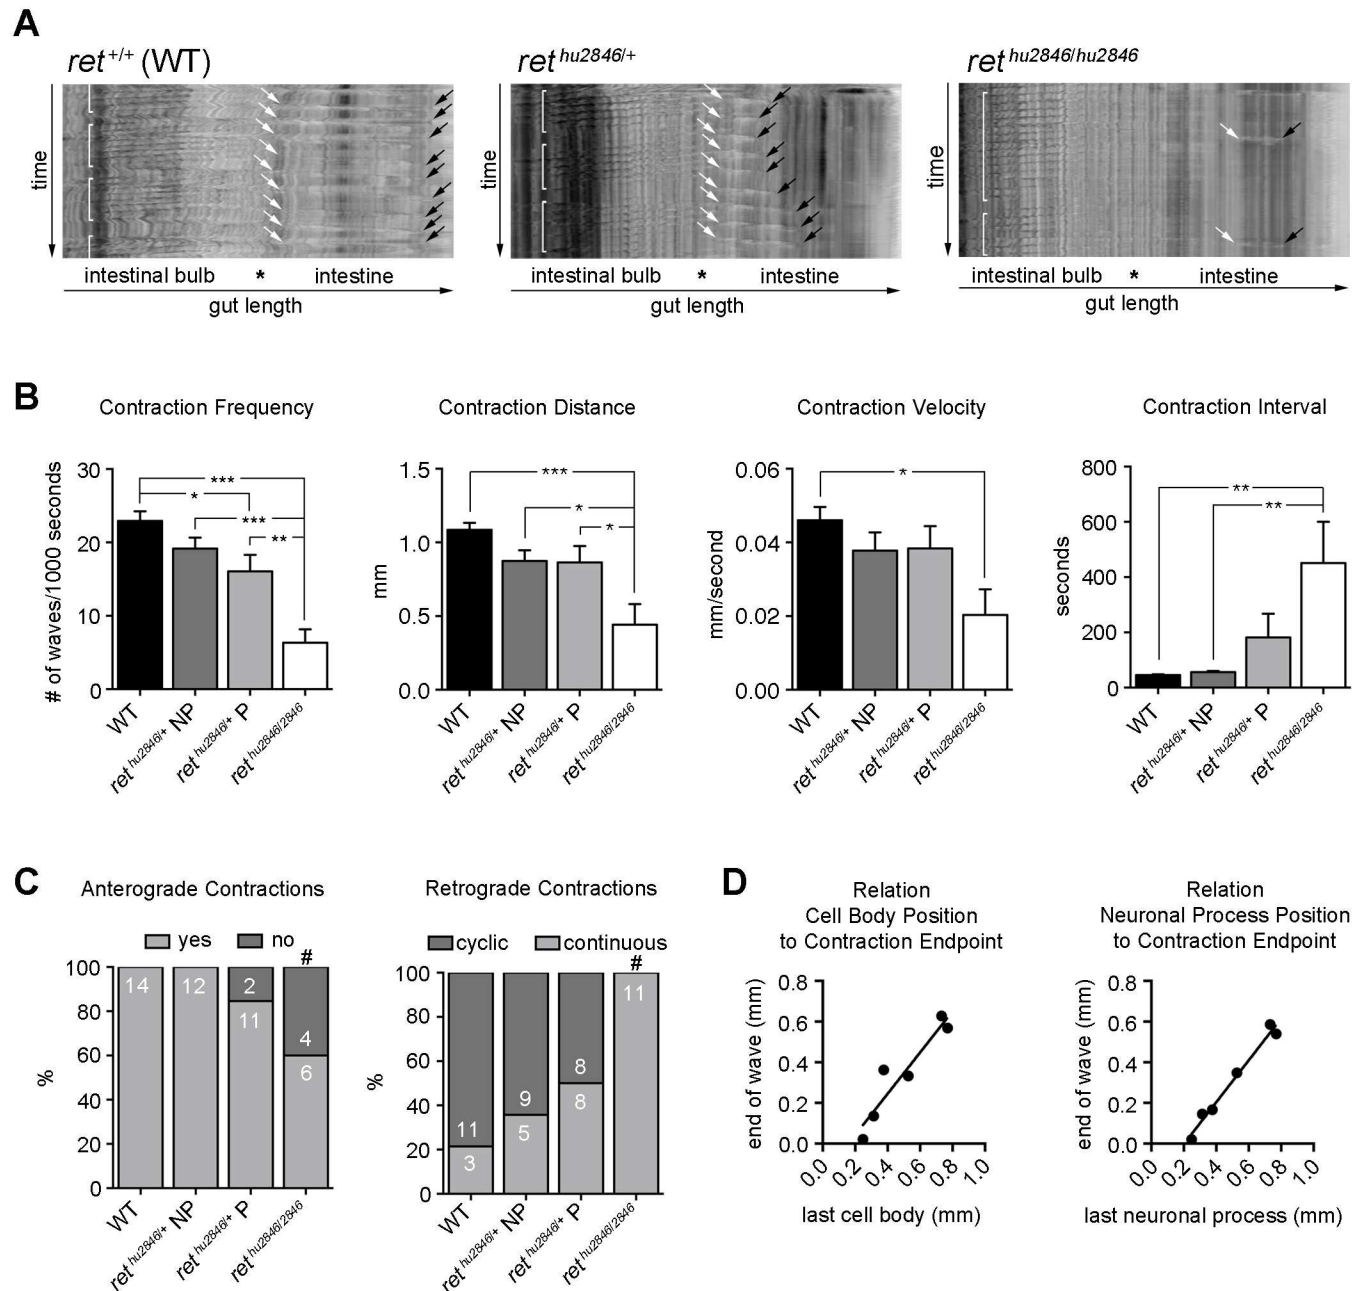 A
ret +/+ (WT)
ret hu2846/+
ret hu2846/hu2846
time
time
time
intestinal bulb * intestine
gut length
intestinal bulb * intestine
gut length
intestinal bulb * intestine
gut length
B
Contraction Frequency
# of waves/1000 seconds
30
20
10
0
***
*
***
**
WT
ret hu2846/+ NP
ret hu2846/+ P
ret hu2846/2846
Contraction Distance
mm
1.5
1.0
0.5
0.0
***
*
*
WT
ret hu2846/+ NP
ret hu2846/+ P
ret hu2846/2846
Contraction Velocity
mm/second
0.06
0.04
0.02
0.00
*
WT
ret hu2846/+ NP
ret hu2846/+ P
ret hu2846/2846
Contraction Interval
seconds
800
600
400
200
0
**
**
WT
ret hu2846/+ NP
ret hu2846/+ P
ret hu2846/2846
C
Anterograde Contractions
yes no
#
%
100
80
60
40
20
0
14
12
2
11
4
6
WT
ret hu2846/+ NP
ret hu2846/+ P
ret hu2846/2846
Retrograde Contractions
cyclic continuous
#
%
100
80
60
40
20
0
11
3
9
5
8
8
11
WT
ret hu2846/+ NP
ret hu2846/+ P
ret hu2846/2846
D
Relation
Cell Body Position
to Contraction Endpoint
end of wave (mm)
0.8
0.6
0.4
0.2
0.0
0.0 0.2 0.4 0.6 0.8 1.0
last cell body (mm)
Relation
Neuronal Process Position
to Contraction Endpoint
end of wave (mm)
0.8
0.6
0.4
0.2
0.0
0.0 0.2 0.4 0.6 0.8 1.0
last neuronal process (mm)